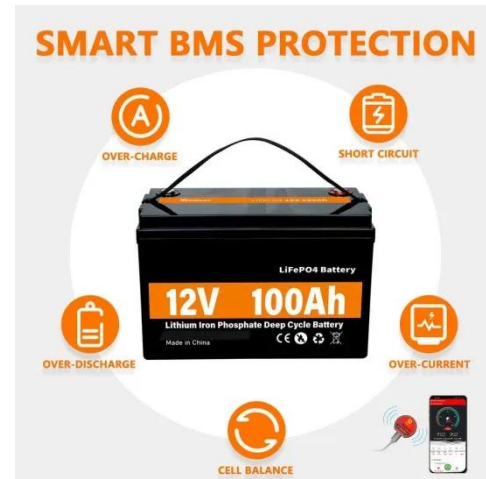 SMART BMS PROTECTION
A
OVER-CHARGE
SHORT CIRCUIT
LiFePO4 Battery
12V 100Ah
Lithium Iron Phosphate Deep Cycle Battery
Made in China
CE
OVER-DISCHARGE
OVER-CURRENT
CELL BALANCE